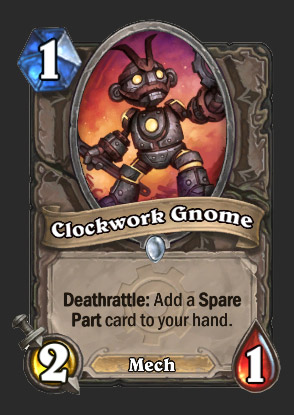 1
Clockwork Gnome
Deathrattle: Add a Spare
Part card to your hand.
2
Mech
1